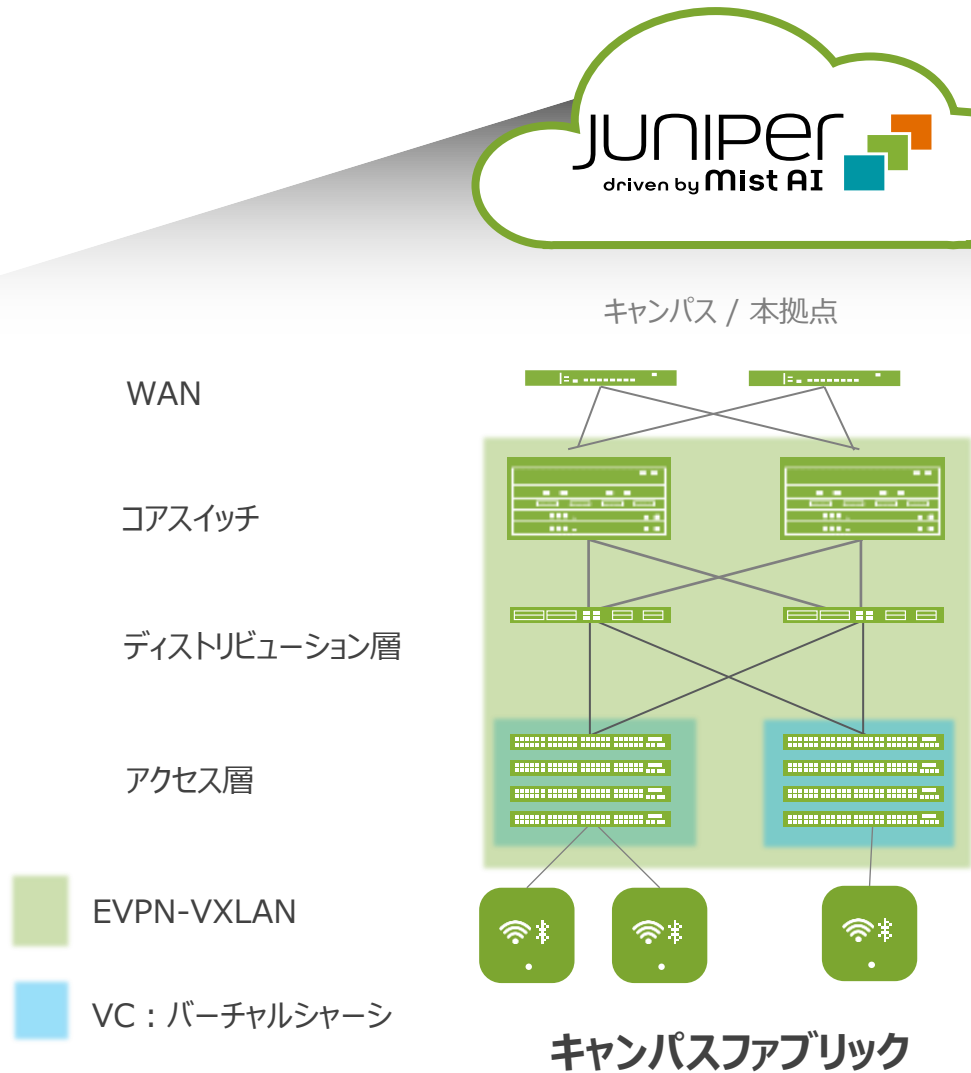 JUNIPER
driven by Mist AI
キャンパス / 本拠点
WAN
コアスイッチ
ディストリビューション層
アクセス層
EVPN-VXLAN
VC：バーチャルシャーシ
キャンパスファブリック